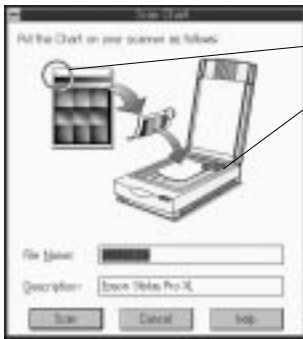 Scan Chart
Put the Chart on your scanner as follows:
File Name:
Description: Epson Stylus Pro XL
Scan Cancel Help